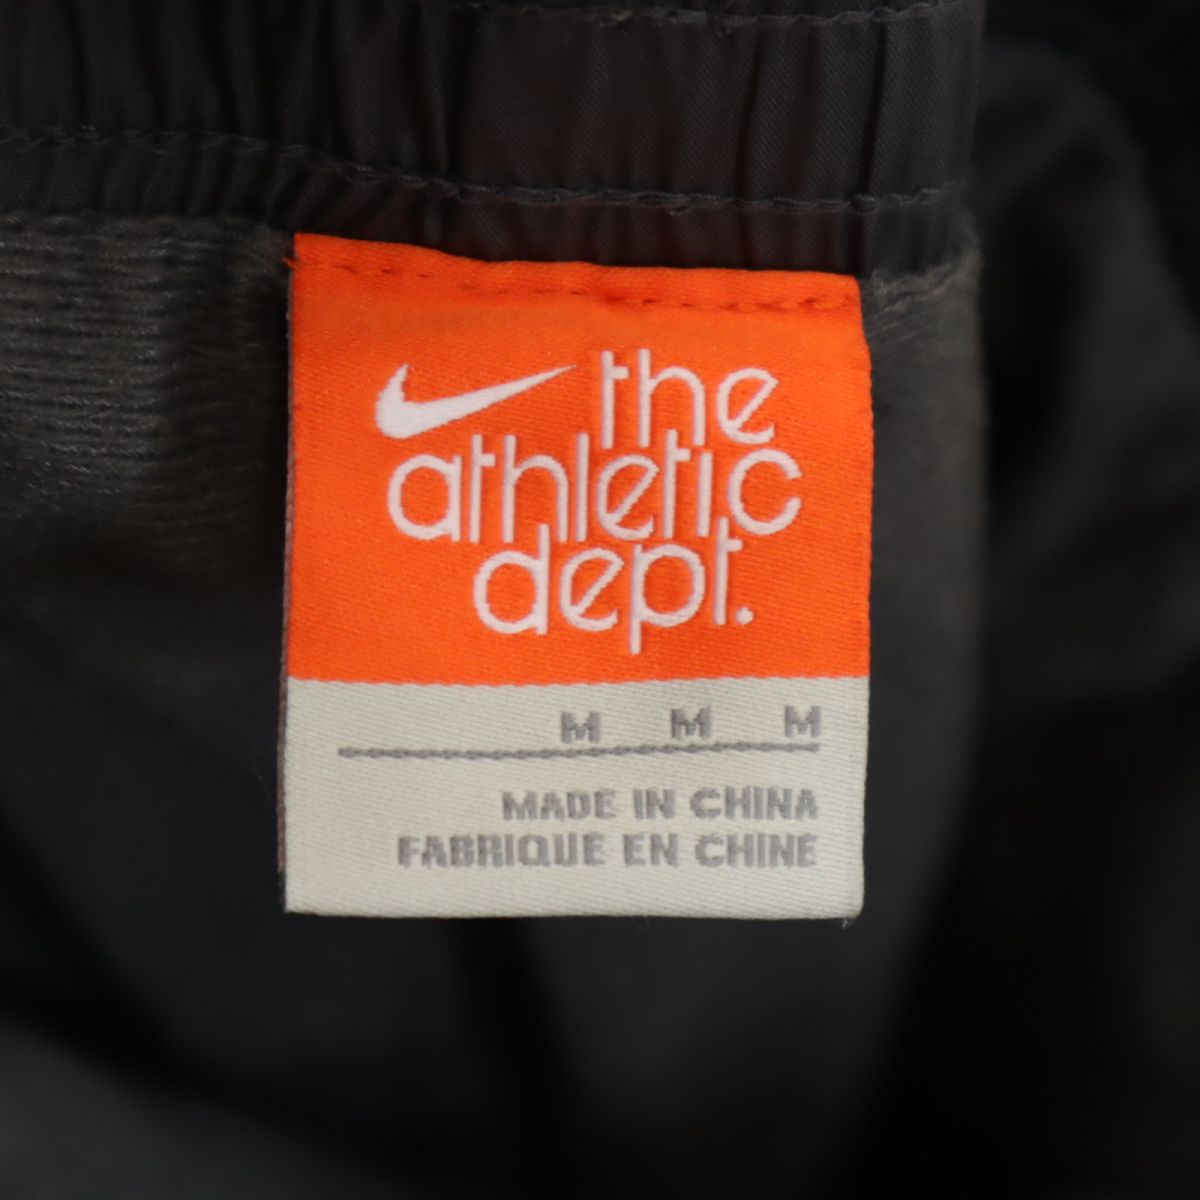 the
athletic
dept.
M M M
MADE IN CHINA
FABRIQUE EN CHINE